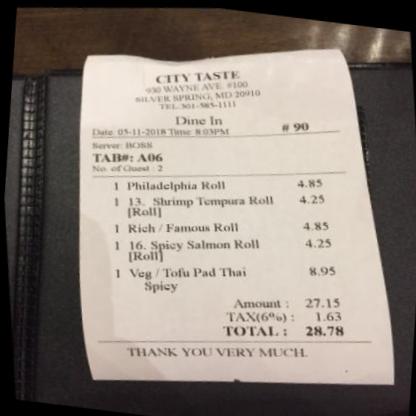 CITY TASTE
930 WAYNE AVE. #100
SILVER SPRING, MD 20910
TEL.301-585-1111
Dine In
Date: 05-11-2018 Time: 8:03PM # 90
Server: BOSS
TAB#: A06
No. of Guest : 2
1 Philadelphia Roll 4.85
1 13. Shrimp Tempura Roll 4.25
[Roll]
1 Rich / Famous Roll 4.85
1 16. Spicy Salmon Roll 4.25
[Roll]
1 Veg / Tofu Pad Thai 8.95
Spicy
Amount : 27.15
TAX(6%) : 1.63
TOTAL : 28.78
THANK YOU VERY MUCH.